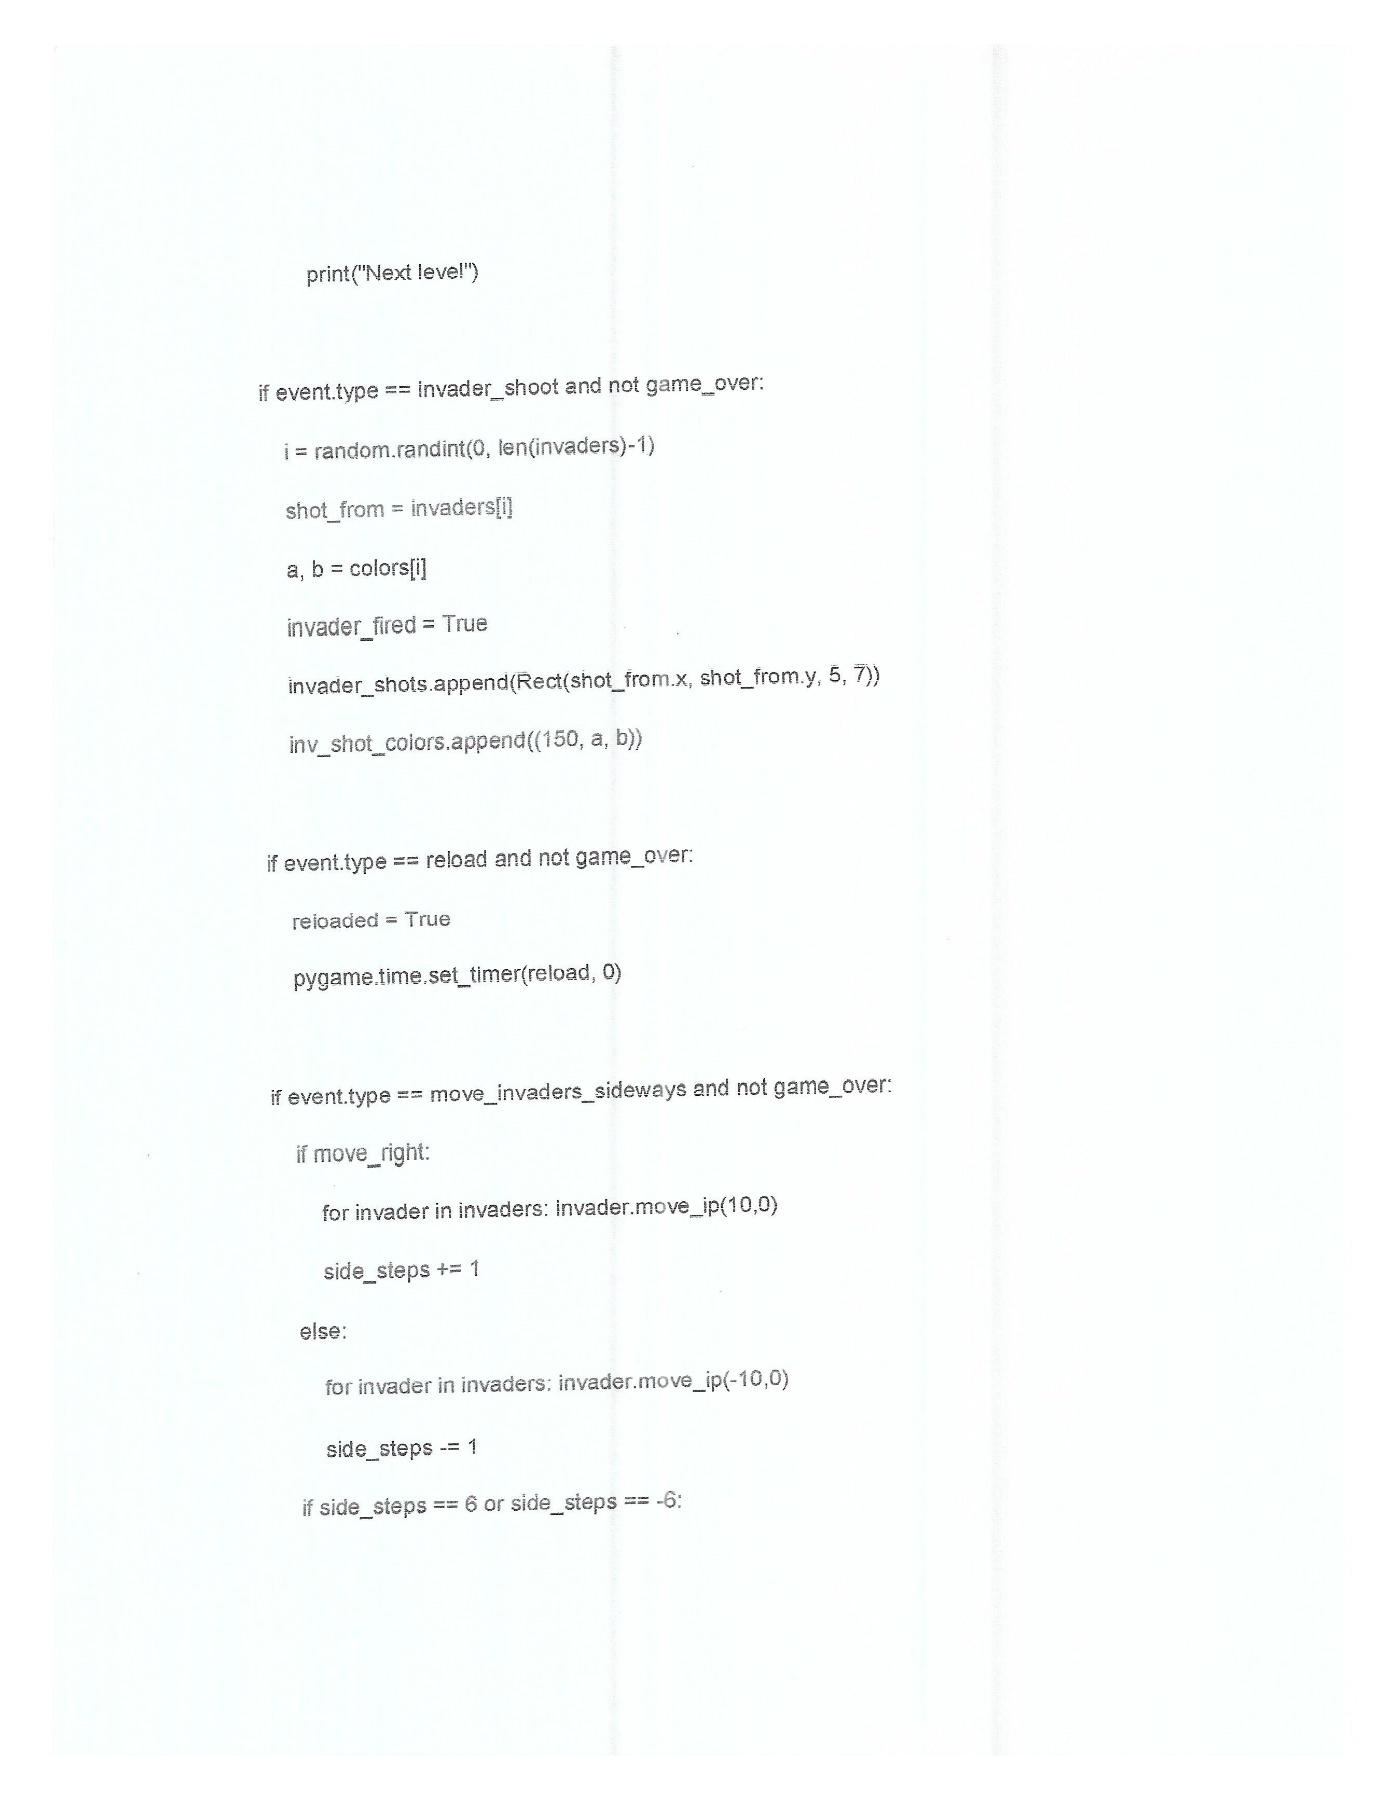 print("Next level")
if event.type == invader_shoot and not game_over:
i = random.randint(0, len(invaders)-1)
shot_from = invaders[i]
a, b = colors[i]
invader_fired = True
invader_shots.append(Rect(shot_from.x, shot_from.y, 5, 7))
inv_shot_colors.append((150, a, b))
if event.type == reload and not game_over:
reloaded = True
pygame.time.set_timer(reload, 0)
if event.type == move_invaders_sideways and not game_over:
if move_right:
for invader in invaders: invader.move_ip(10,0)
side_steps += 1
else:
for invader in invaders: invader.move_ip(-10,0)
side_steps -= 1
if side_steps == 6 or side_steps == -6: